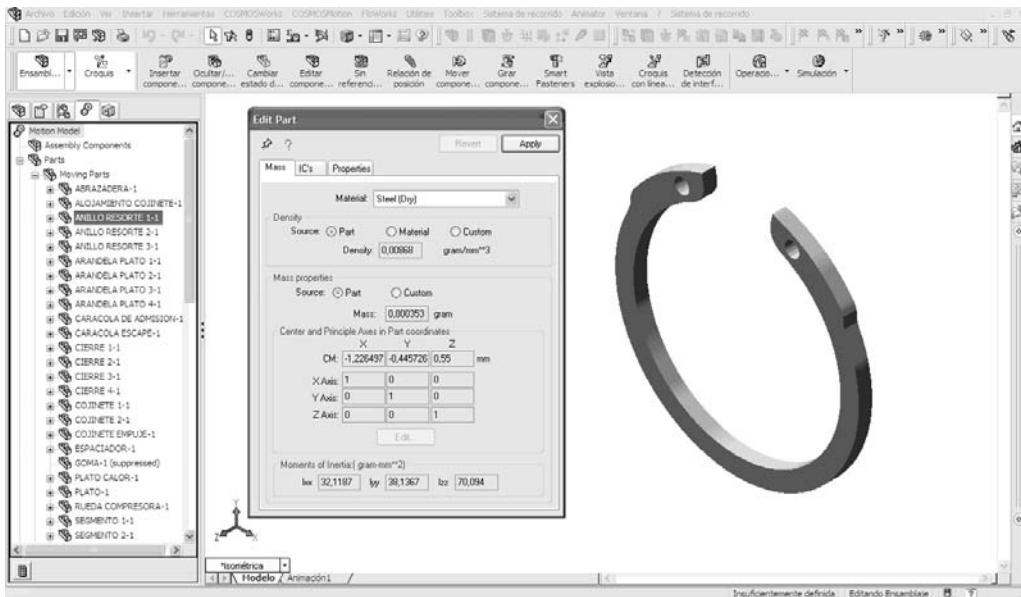 Archivo Edición Ver Insertar Herramientas COSMOSWorks COSMOSMotion FloWorks Utilities Toolbox Sistema de recorrido Animator Ventana ? Sistema de recorrido
Ensambl... Croquis Insertar compone... Ocultar/... compone... Cambiar estado d... Editar compone... Sin referenci... Relación de posición Mover compone... Girar compone... Smart Fasteners Vista explosio... Croquis con línea... Detección de interf... Operacio... Simulación
Motion Model
Assembly Components
Parts
Moving Parts
ABRAZADERA-1
ALOJAMIENTO COJINETE-1
ANILLO RESORTE 1-1
ANILLO RESORTE 2-1
ANILLO RESORTE 3-1
ARANDELA PLATO 1-1
ARANDELA PLATO 2-1
ARANDELA PLATO 3-1
ARANDELA PLATO 4-1
CARACOLA DE ADMISION-1
CARACOLA ESCAPE-1
CIERRE 1-1
CIERRE 2-1
CIERRE 3-1
CIERRE 4-1
COJINETE 1-1
COJINETE 2-1
COJINETE EMPUJE-1
ESPACIADOR-1
GOMA-1 (suppressed)
PLATO CALOR-1
PLATO-1
RUEDA COMPRESORA-1
SEGMENTO 1-1
SEGMENTO 2-1
Edit Part
? Revert Apply
Mass IC's Properties
Material: Steel (Dry)
Density
Source: Part Material Custom
Density: 0,00868 gram/mm**3
Mass properties
Source: Part Custom
Mass: 0,800353 gram
Center and Principle Axes in Part coordinates
X Y Z
CM: -1,226497 -0,445726 0,55 mm
X Axis: 1 0 0
Y Axis: 0 1 0
Z Axis: 0 0 1
Edit...
Moments of Inertia:( gram-mm**2)
Ixx 32,1187 Iyy 38,1367 Izz 70,094
Y
Z X
*Isométrica
Modelo Animación1
Insuficientemente definida Editando Ensamblaje ?